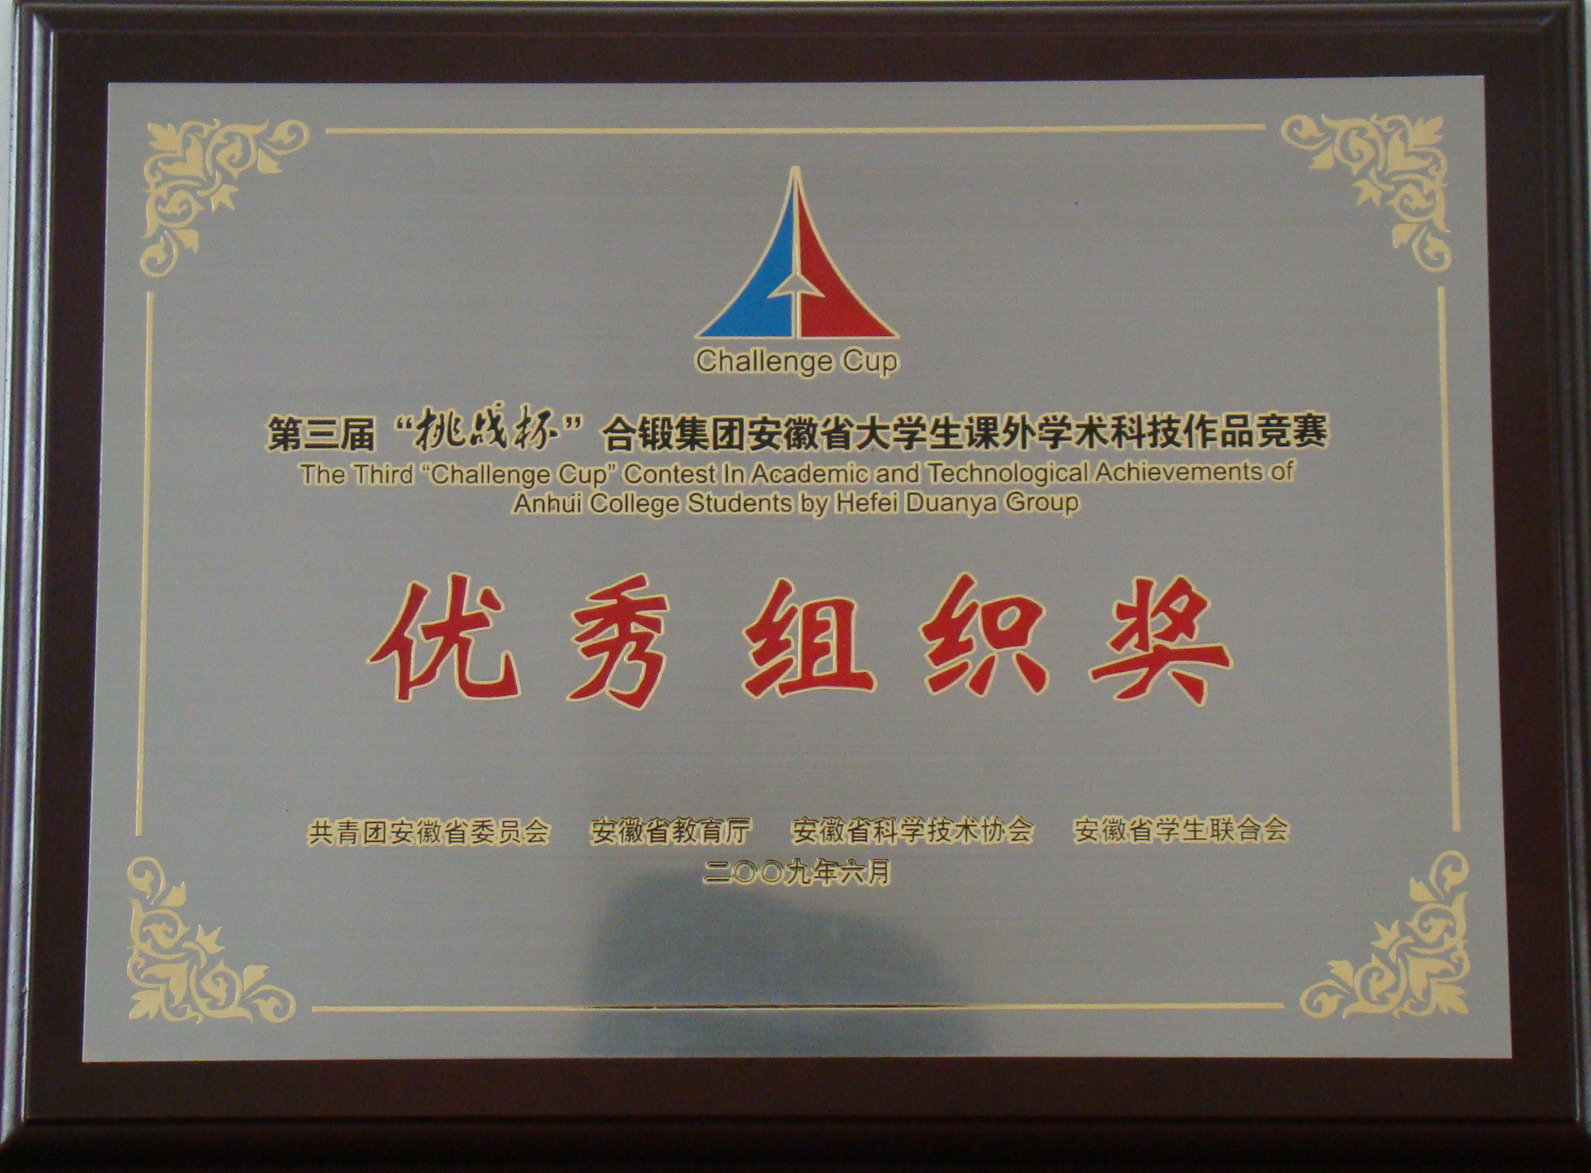 Challenge Cup
第三届“挑战杯”合锻集团安徽省大学生课外学术科技作品竞赛
The Third “Challenge Cup” Contest In Academic and Technological Achievements of
Anhui College Students by Hefei Duanya Group
优秀组织奖
共青团安徽省委员会 安徽省教育厅 安徽省科学技术协会 安徽省学生联合会
二〇〇九年六月